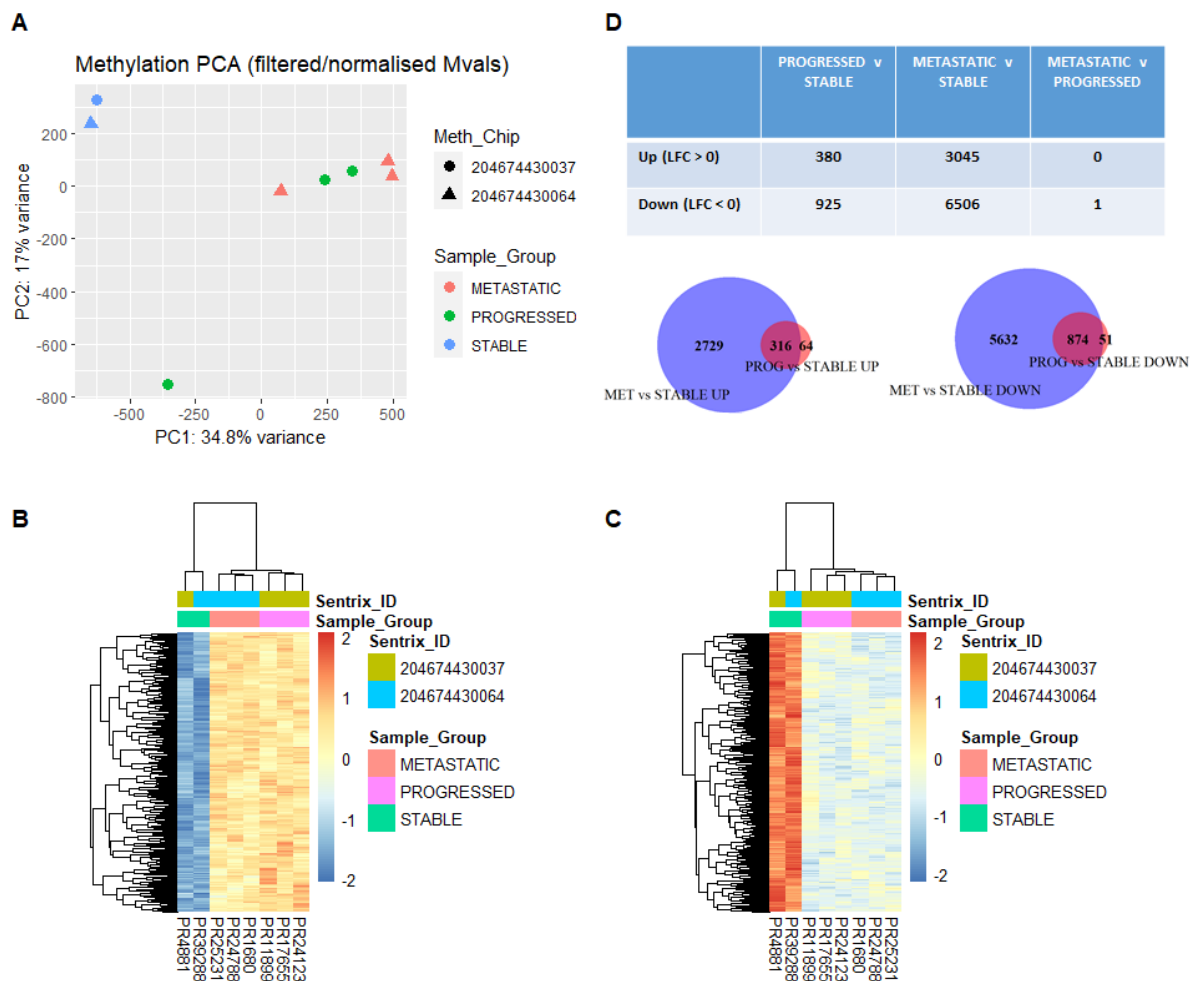 A
Methylation PCA (filtered/normalised Mvals)
200
0
-200
-400
-600
-800
PC2: 17% variance
-500
-250
0
250
500
PC1: 34.8% variance
Meth_Chip
204674430037
204674430064
Sample_Group
METASTATIC
PROGRESSED
STABLE
D
PROGRESSED v STABLE
METASTATIC v STABLE
METASTATIC v PROGRESSED
Up (LFC > 0) 380 3045 0
Down (LFC < 0) 925 6506 1
2729 316 64
PROG vs STABLE UP
MET vs STABLE UP
5632 874 51
PROG vs STABLE DOWN
MET vs STABLE DOWN
B
Sentrix_ID
Sample_Group
2
1
0
-1
-2
Sentrix_ID
204674430037
204674430064
Sample_Group
METASTATIC
PROGRESSED
STABLE
PR4881
PR39288
PR25231
PR24788
PR1680
PR11899
PR17655
PR24123
C
Sentrix_ID
Sample_Group
2
1
0
-1
-2
Sentrix_ID
204674430037
204674430064
Sample_Group
METASTATIC
PROGRESSED
STABLE
PR4881
PR39288
PR11899
PR17655
PR24123
PR1680
PR24788
PR25231